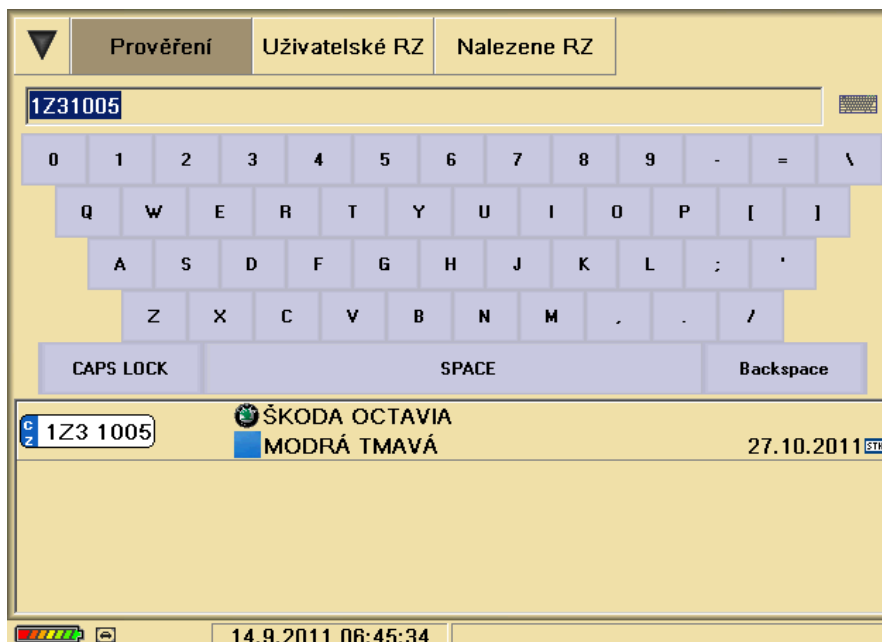 Prověření Uživatelské RZ Nalezene RZ
1Z31005
0 1 2 3 4 5 6 7 8 9 - = \
Q W E R T Y U I O P [ ]
A S D F G H J K L ; '
Z X C V B N M , . /
CAPS LOCK SPACE Backspace
CZ 1Z3 1005 ŠKODA OCTAVIA
MODRÁ TMAVÁ 27.10.2011 STK
14.9.2011 06:45:34